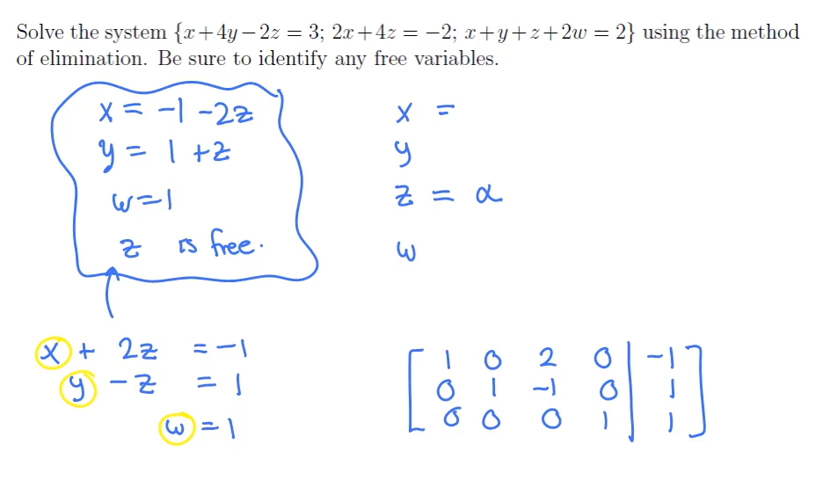 Solve the system {x + 4y − 2z = 3; 2x + 4z = −2; x + y + z + 2w = 2} using the method
of elimination. Be sure to identify any free variables.
x = -1 -2z
y = 1 +z
w=1
z is free.
x =
y
z = α
w
x + 2z = -1
y - z = 1
w = 1
1 0 2 0 | -1
0 1 -1 0 | 1
0 0 0 1 | 1